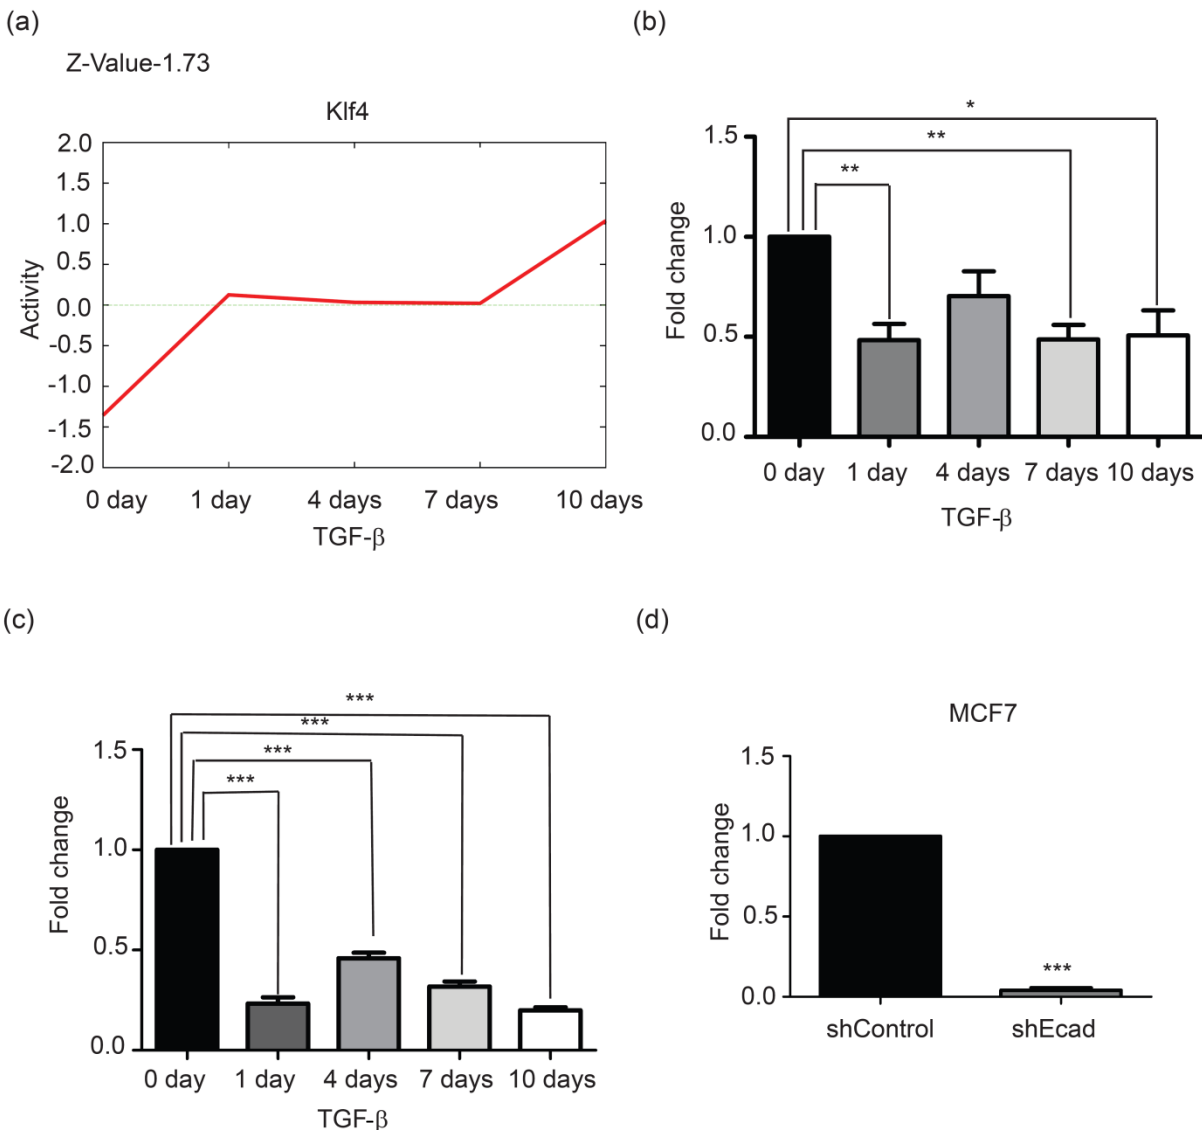 (a)
Z-Value-1.73
Klf4
Activity
2.0
1.5
1.0
0.5
0.0
-0.5
-1.0
-1.5
-2.0
0 day 1 day 4 days 7 days 10 days
TGF-β
(b)
*
**
**
Fold change
1.5
1.0
0.5
0.0
0 day 1 day 4 days 7 days 10 days
TGF-β
(c)
***
***
***
***
Fold change
1.5
1.0
0.5
0.0
0 day 1 day 4 days 7 days 10 days
TGF-β
(d)
MCF7
Fold change
1.5
1.0
0.5
0.0
***
shControl shEcad